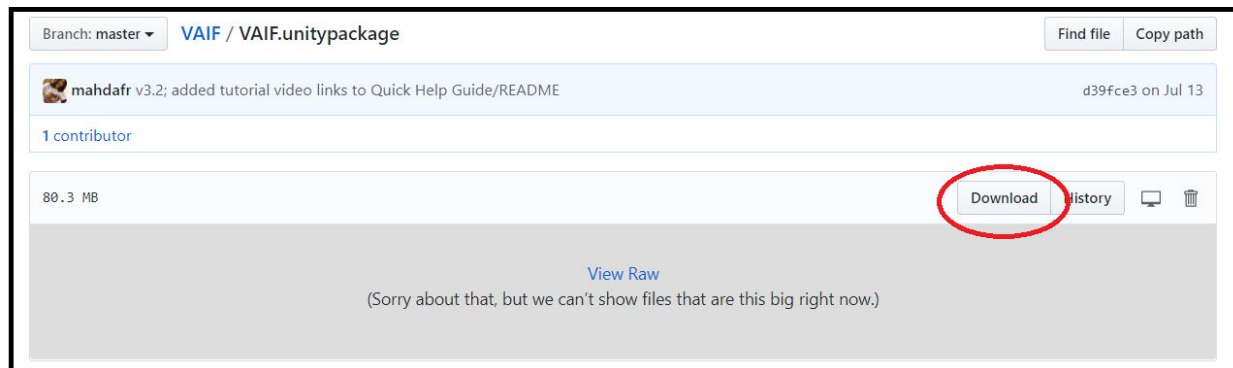 Branch: master VAIF / VAIF.unitypackage Find file Copy path
mahdafr v3.2; added tutorial video links to Quick Help Guide/README d39fce3 on Jul 13
1 contributor
80.3 MB Download History
View Raw
(Sorry about that, but we can't show files that are this big right now.)